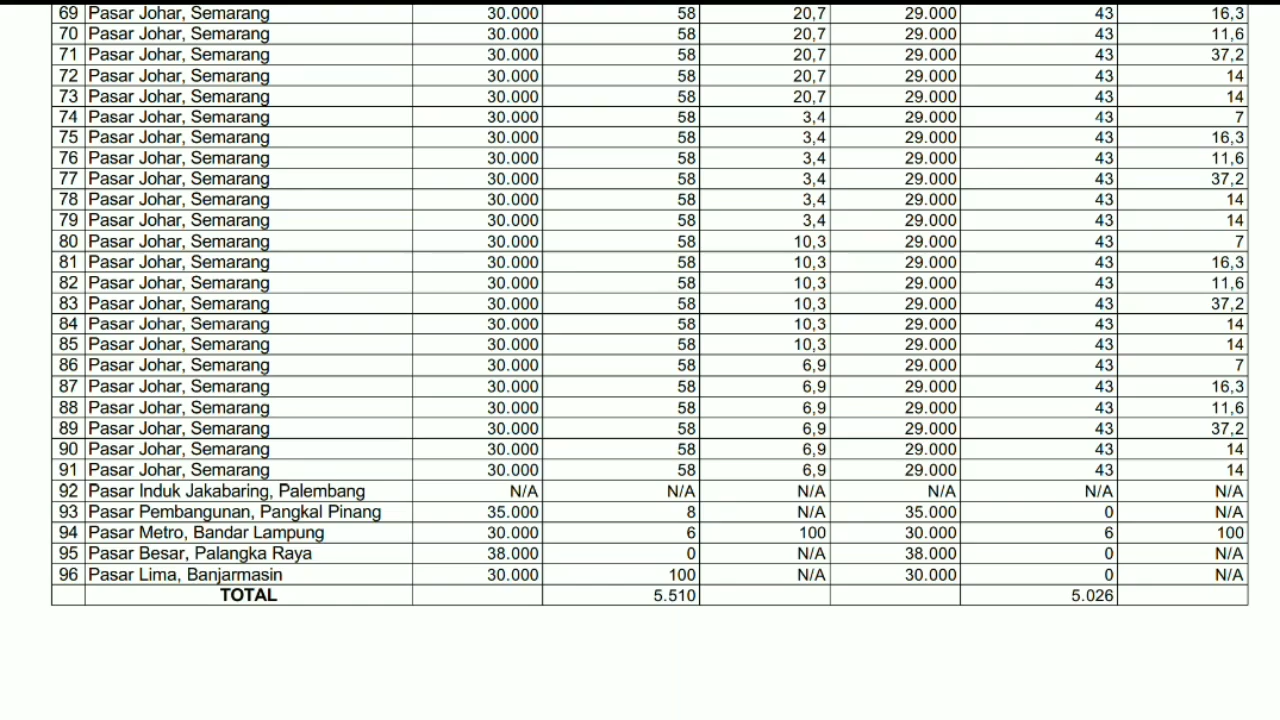 69 Pasar Johar, Semarang 30.000 58 20,7 29.000 43 16,3
70 Pasar Johar, Semarang 30.000 58 20,7 29.000 43 11,6
71 Pasar Johar, Semarang 30.000 58 20,7 29.000 43 37,2
72 Pasar Johar, Semarang 30.000 58 20,7 29.000 43 14
73 Pasar Johar, Semarang 30.000 58 20,7 29.000 43 14
74 Pasar Johar, Semarang 30.000 58 3,4 29.000 43 7
75 Pasar Johar, Semarang 30.000 58 3,4 29.000 43 16,3
76 Pasar Johar, Semarang 30.000 58 3,4 29.000 43 11,6
77 Pasar Johar, Semarang 30.000 58 3,4 29.000 43 37,2
78 Pasar Johar, Semarang 30.000 58 3,4 29.000 43 14
79 Pasar Johar, Semarang 30.000 58 3,4 29.000 43 14
80 Pasar Johar, Semarang 30.000 58 10,3 29.000 43 7
81 Pasar Johar, Semarang 30.000 58 10,3 29.000 43 16,3
82 Pasar Johar, Semarang 30.000 58 10,3 29.000 43 11,6
83 Pasar Johar, Semarang 30.000 58 10,3 29.000 43 37,2
84 Pasar Johar, Semarang 30.000 58 10,3 29.000 43 14
85 Pasar Johar, Semarang 30.000 58 10,3 29.000 43 14
86 Pasar Johar, Semarang 30.000 58 6,9 29.000 43 7
87 Pasar Johar, Semarang 30.000 58 6,9 29.000 43 16,3
88 Pasar Johar, Semarang 30.000 58 6,9 29.000 43 11,6
89 Pasar Johar, Semarang 30.000 58 6,9 29.000 43 37,2
90 Pasar Johar, Semarang 30.000 58 6,9 29.000 43 14
91 Pasar Johar, Semarang 30.000 58 6,9 29.000 43 14
92 Pasar Induk Jakabaring, Palembang N/A N/A N/A N/A N/A N/A
93 Pasar Pembangunan, Pangkal Pinang 35.000 8 N/A 35.000 0 N/A
94 Pasar Metro, Bandar Lampung 30.000 6 100 30.000 6 100
95 Pasar Besar, Palangka Raya 38.000 0 N/A 38.000 0 N/A
96 Pasar Lima, Banjarmasin 30.000 100 N/A 30.000 0 N/A
TOTAL 5.510 5.026